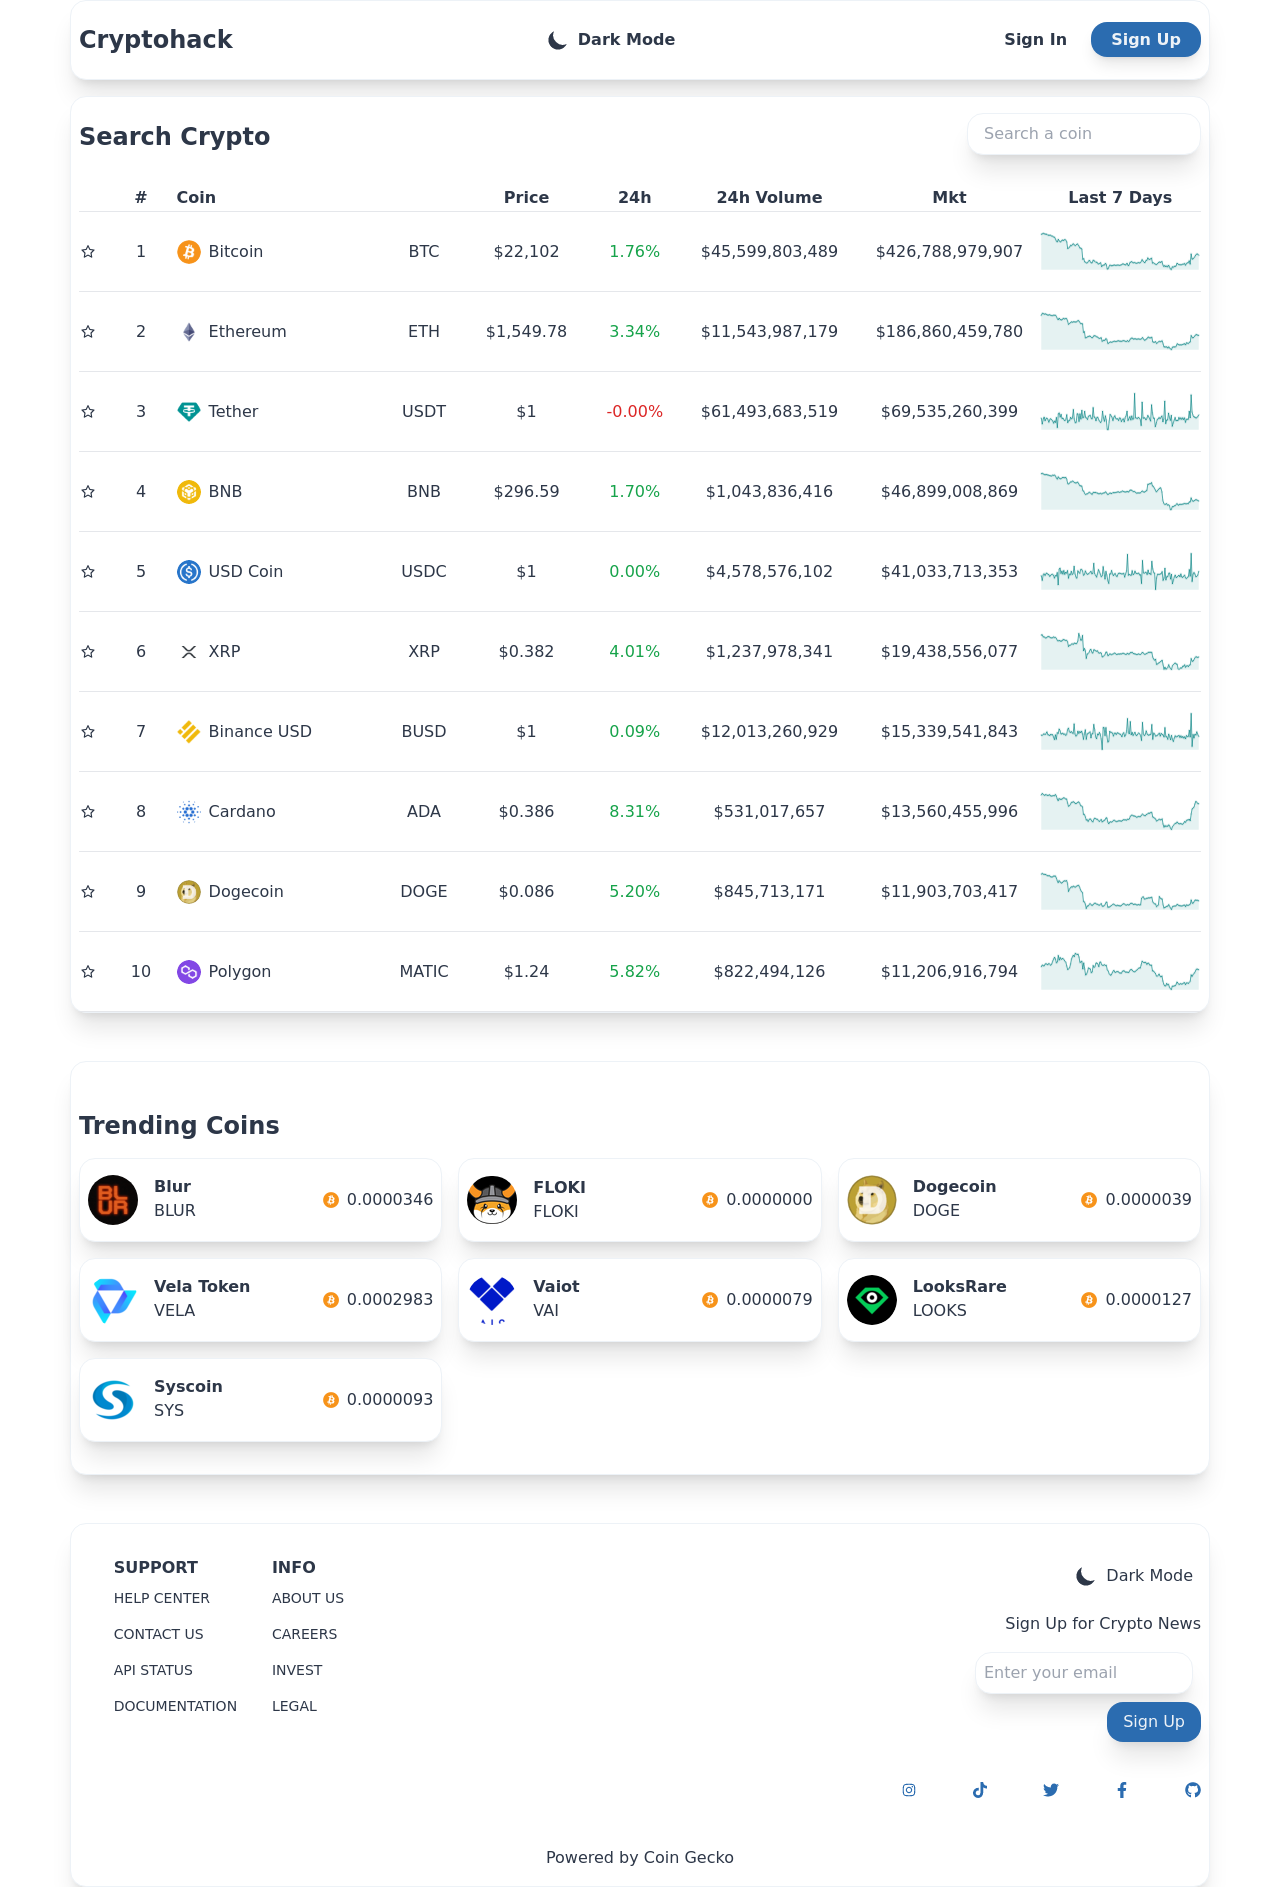 Cryptohack Dark Mode Sign In Sign Up
Search Crypto Search a coin
# Coin Price 24h 24h Volume Mkt Last 7 Days
1 Bitcoin BTC $22,102 1.76% $45,599,803,489 $426,788,979,907
2 Ethereum ETH $1,549.78 3.34% $11,543,987,179 $186,860,459,780
3 Tether USDT $1 -0.00% $61,493,683,519 $69,535,260,399
4 BNB BNB $296.59 1.70% $1,043,836,416 $46,899,008,869
5 USD Coin USDC $1 0.00% $4,578,576,102 $41,033,713,353
6 XRP XRP $0.382 4.01% $1,237,978,341 $19,438,556,077
7 Binance USD BUSD $1 0.09% $12,013,260,929 $15,339,541,843
8 Cardano ADA $0.386 8.31% $531,017,657 $13,560,455,996
9 Dogecoin DOGE $0.086 5.20% $845,713,171 $11,903,703,417
10 Polygon MATIC $1.24 5.82% $822,494,126 $11,206,916,794
Trending Coins
BLUR
Blur
BLUR
0.0000346
FLOKI
FLOKI
0.0000000
Dogecoin
DOGE
0.0000039
Vela Token
VELA
0.0002983
Vaiot
VAI
0.0000079
LooksRare
LOOKS
0.0000127
Syscoin
SYS
0.0000093
SUPPORT
HELP CENTER
CONTACT US
API STATUS
DOCUMENTATION
INFO
ABOUT US
CAREERS
INVEST
LEGAL
Dark Mode
Sign Up for Crypto News
Enter your email
Sign Up
Powered by Coin Gecko